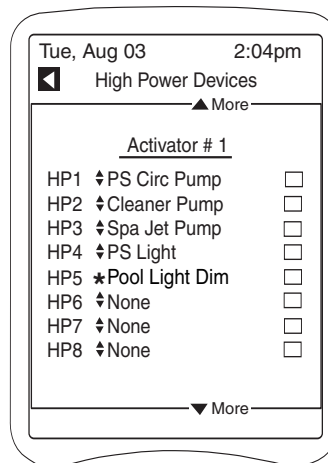 Tue, Aug 03 2:04pm
High Power Devices
More
Activator # 1
HP1 PS Circ Pump
HP2 Cleaner Pump
HP3 Spa Jet Pump
HP4 PS Light
HP5 *Pool Light Dim
HP6 None
HP7 None
HP8 None
More